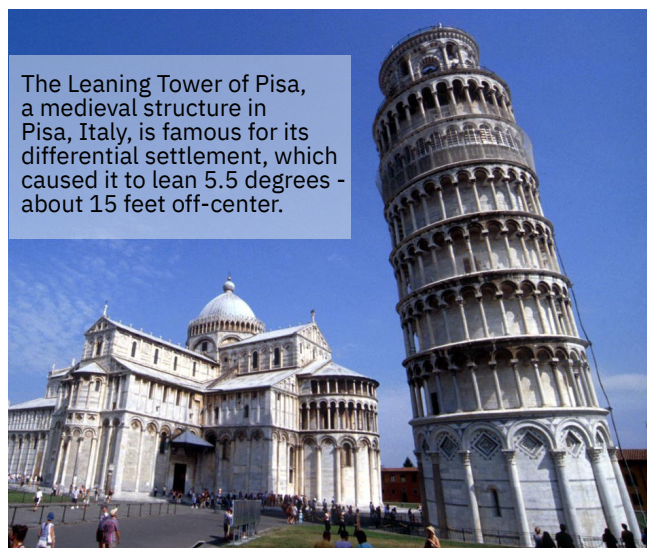 The Leaning Tower of Pisa,
a medieval structure in
Pisa, Italy, is famous for its
differential settlement, which
caused it to lean 5.5 degrees -
about 15 feet off-center.